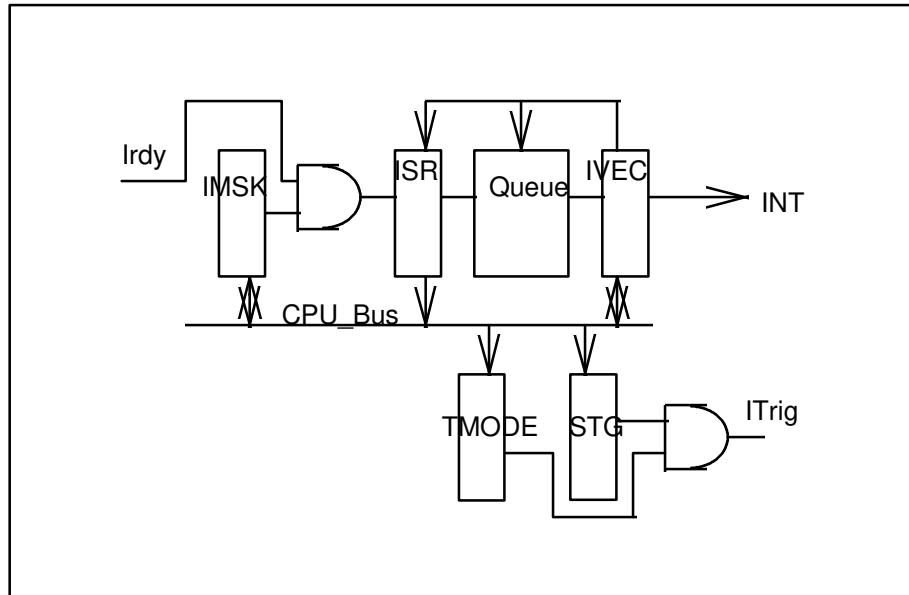 Irdy
IMSK
ISR
Queue
IVEC
INT
CPU_Bus
TMODE
STG
ITrig